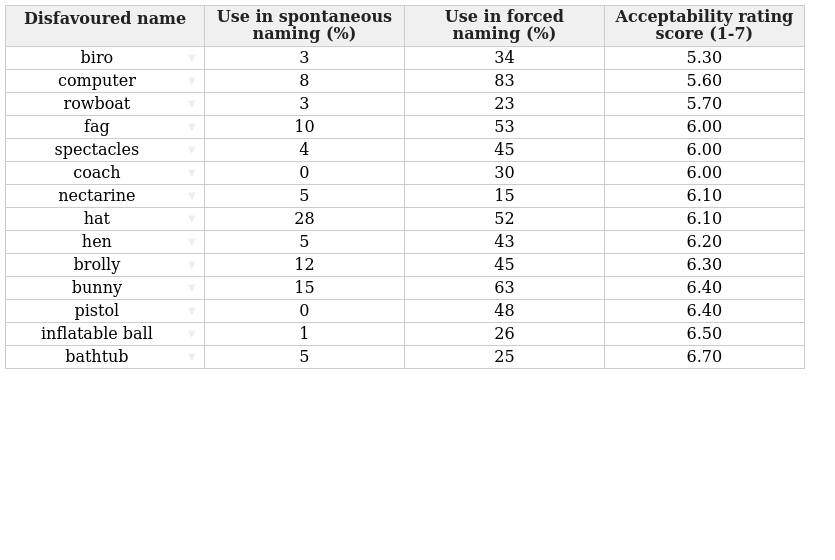 Disfavoured name | Use in spontaneous naming (%) | Use in forced naming (%) | Acceptability rating score (1-7)
biro 3 34 5.30
computer 8 83 5.60
rowboat 3 23 5.70
fag 10 53 6.00
spectacles 4 45 6.00
coach 0 30 6.00
nectarine 5 15 6.10
hat 28 52 6.10
hen 5 43 6.20
brolly 12 45 6.30
bunny 15 63 6.40
pistol 0 48 6.40
inflatable ball 1 26 6.50
bathtub 5 25 6.70